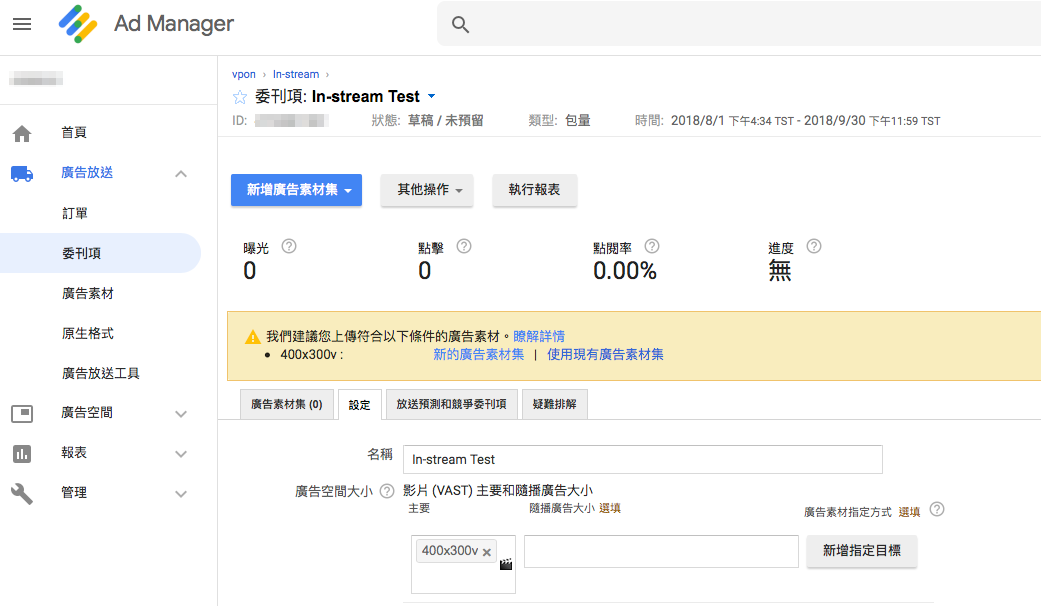 Ad Manager
vpon › In-stream ›
委刊項: In-stream Test
ID: 狀態: 草稿 / 未預留 類型: 包量 時間: 2018/8/1 下午4:34 TST - 2018/9/30 下午11:59 TST
首頁
廣告放送
訂單
委刊項
廣告素材
原生格式
廣告放送工具
廣告空間
報表
管理
新增廣告素材集 其他操作 執行報表
曝光 點擊 點閱率 進度
0 0 0.00% 無
我們建議您上傳符合以下條件的廣告素材。瞭解詳情
• 400x300v : 新的廣告素材集 | 使用現有廣告素材集
廣告素材集 (0) 設定 放送預測和競爭委刊項 疑難排解
名稱 In-stream Test
廣告空間大小 影片 (VAST) 主要和隨播廣告大小
主要 隨播廣告大小 選填 廣告素材指定方式 選填
400x300v × 新增指定目標